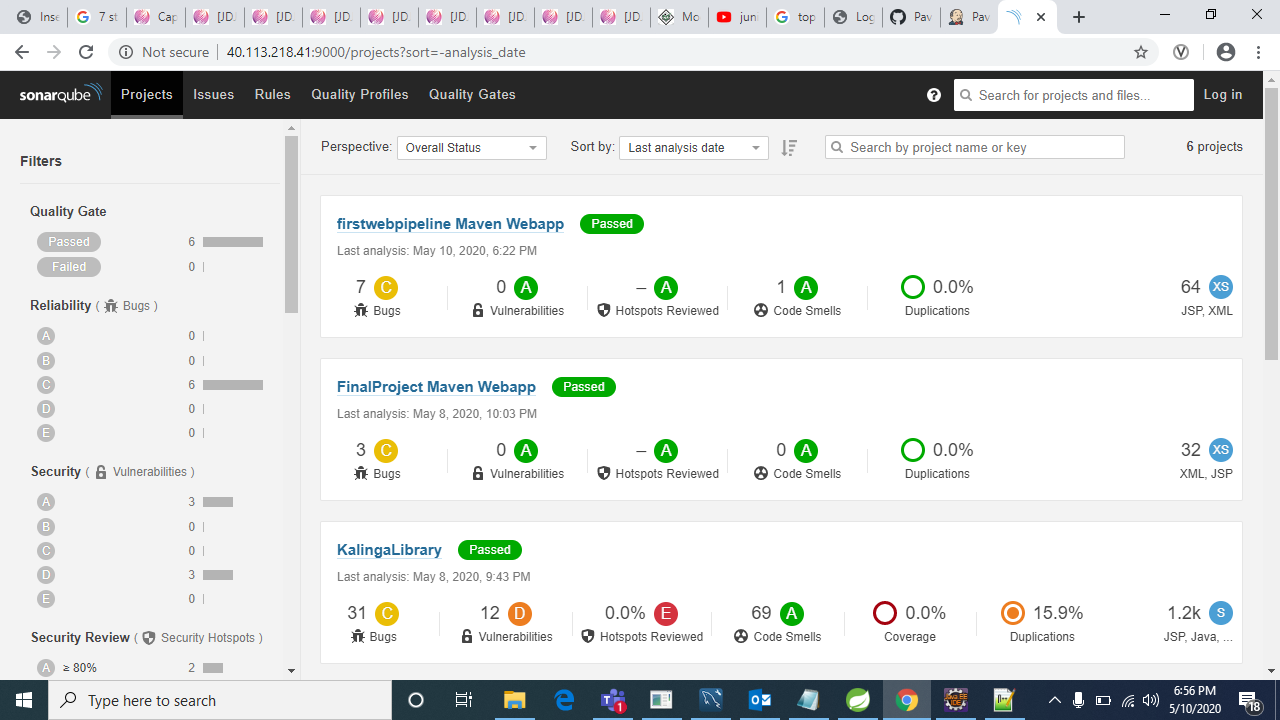 Inse
7 st
Cap
[JD.
[JD.
[JD.
[JD.
[JD.
[JD.
[JD.
[JD.
Mo
jun
top
Log
Pav
Pav
Not secure
40.113.218.41:9000/projects?sort=-analysis_date
sonarqube
Projects
Issues
Rules
Quality Profiles
Quality Gates
?
Search for projects and files...
Log in
Filters
Quality Gate
Passed 6
Failed 0
Reliability ( Bugs )
A 0
B 0
C 6
D 0
E 0
Security ( Vulnerabilities )
A 3
B 0
C 0
D 3
E 0
Security Review ( Security Hotspots )
A ≥ 80% 2
Perspective: Overall Status
Sort by: Last analysis date
Search by project name or key
6 projects
firstwebpipeline Maven Webapp Passed
Last analysis: May 10, 2020, 6:22 PM
7 C 0 A – A 1 A 0.0% 64 XS
Bugs Vulnerabilities Hotspots Reviewed Code Smells Duplications JSP, XML
FinalProject Maven Webapp Passed
Last analysis: May 8, 2020, 10:03 PM
3 C 0 A – A 0 A 0.0% 32 XS
Bugs Vulnerabilities Hotspots Reviewed Code Smells Duplications XML, JSP
KalingaLibrary Passed
Last analysis: May 8, 2020, 9:43 PM
31 C 12 D 0.0% E 69 A 0.0% 15.9% 1.2k S
Bugs Vulnerabilities Hotspots Reviewed Code Smells Coverage Duplications JSP, Java, ...
Type here to search
1
6:56 PM
5/10/2020
18